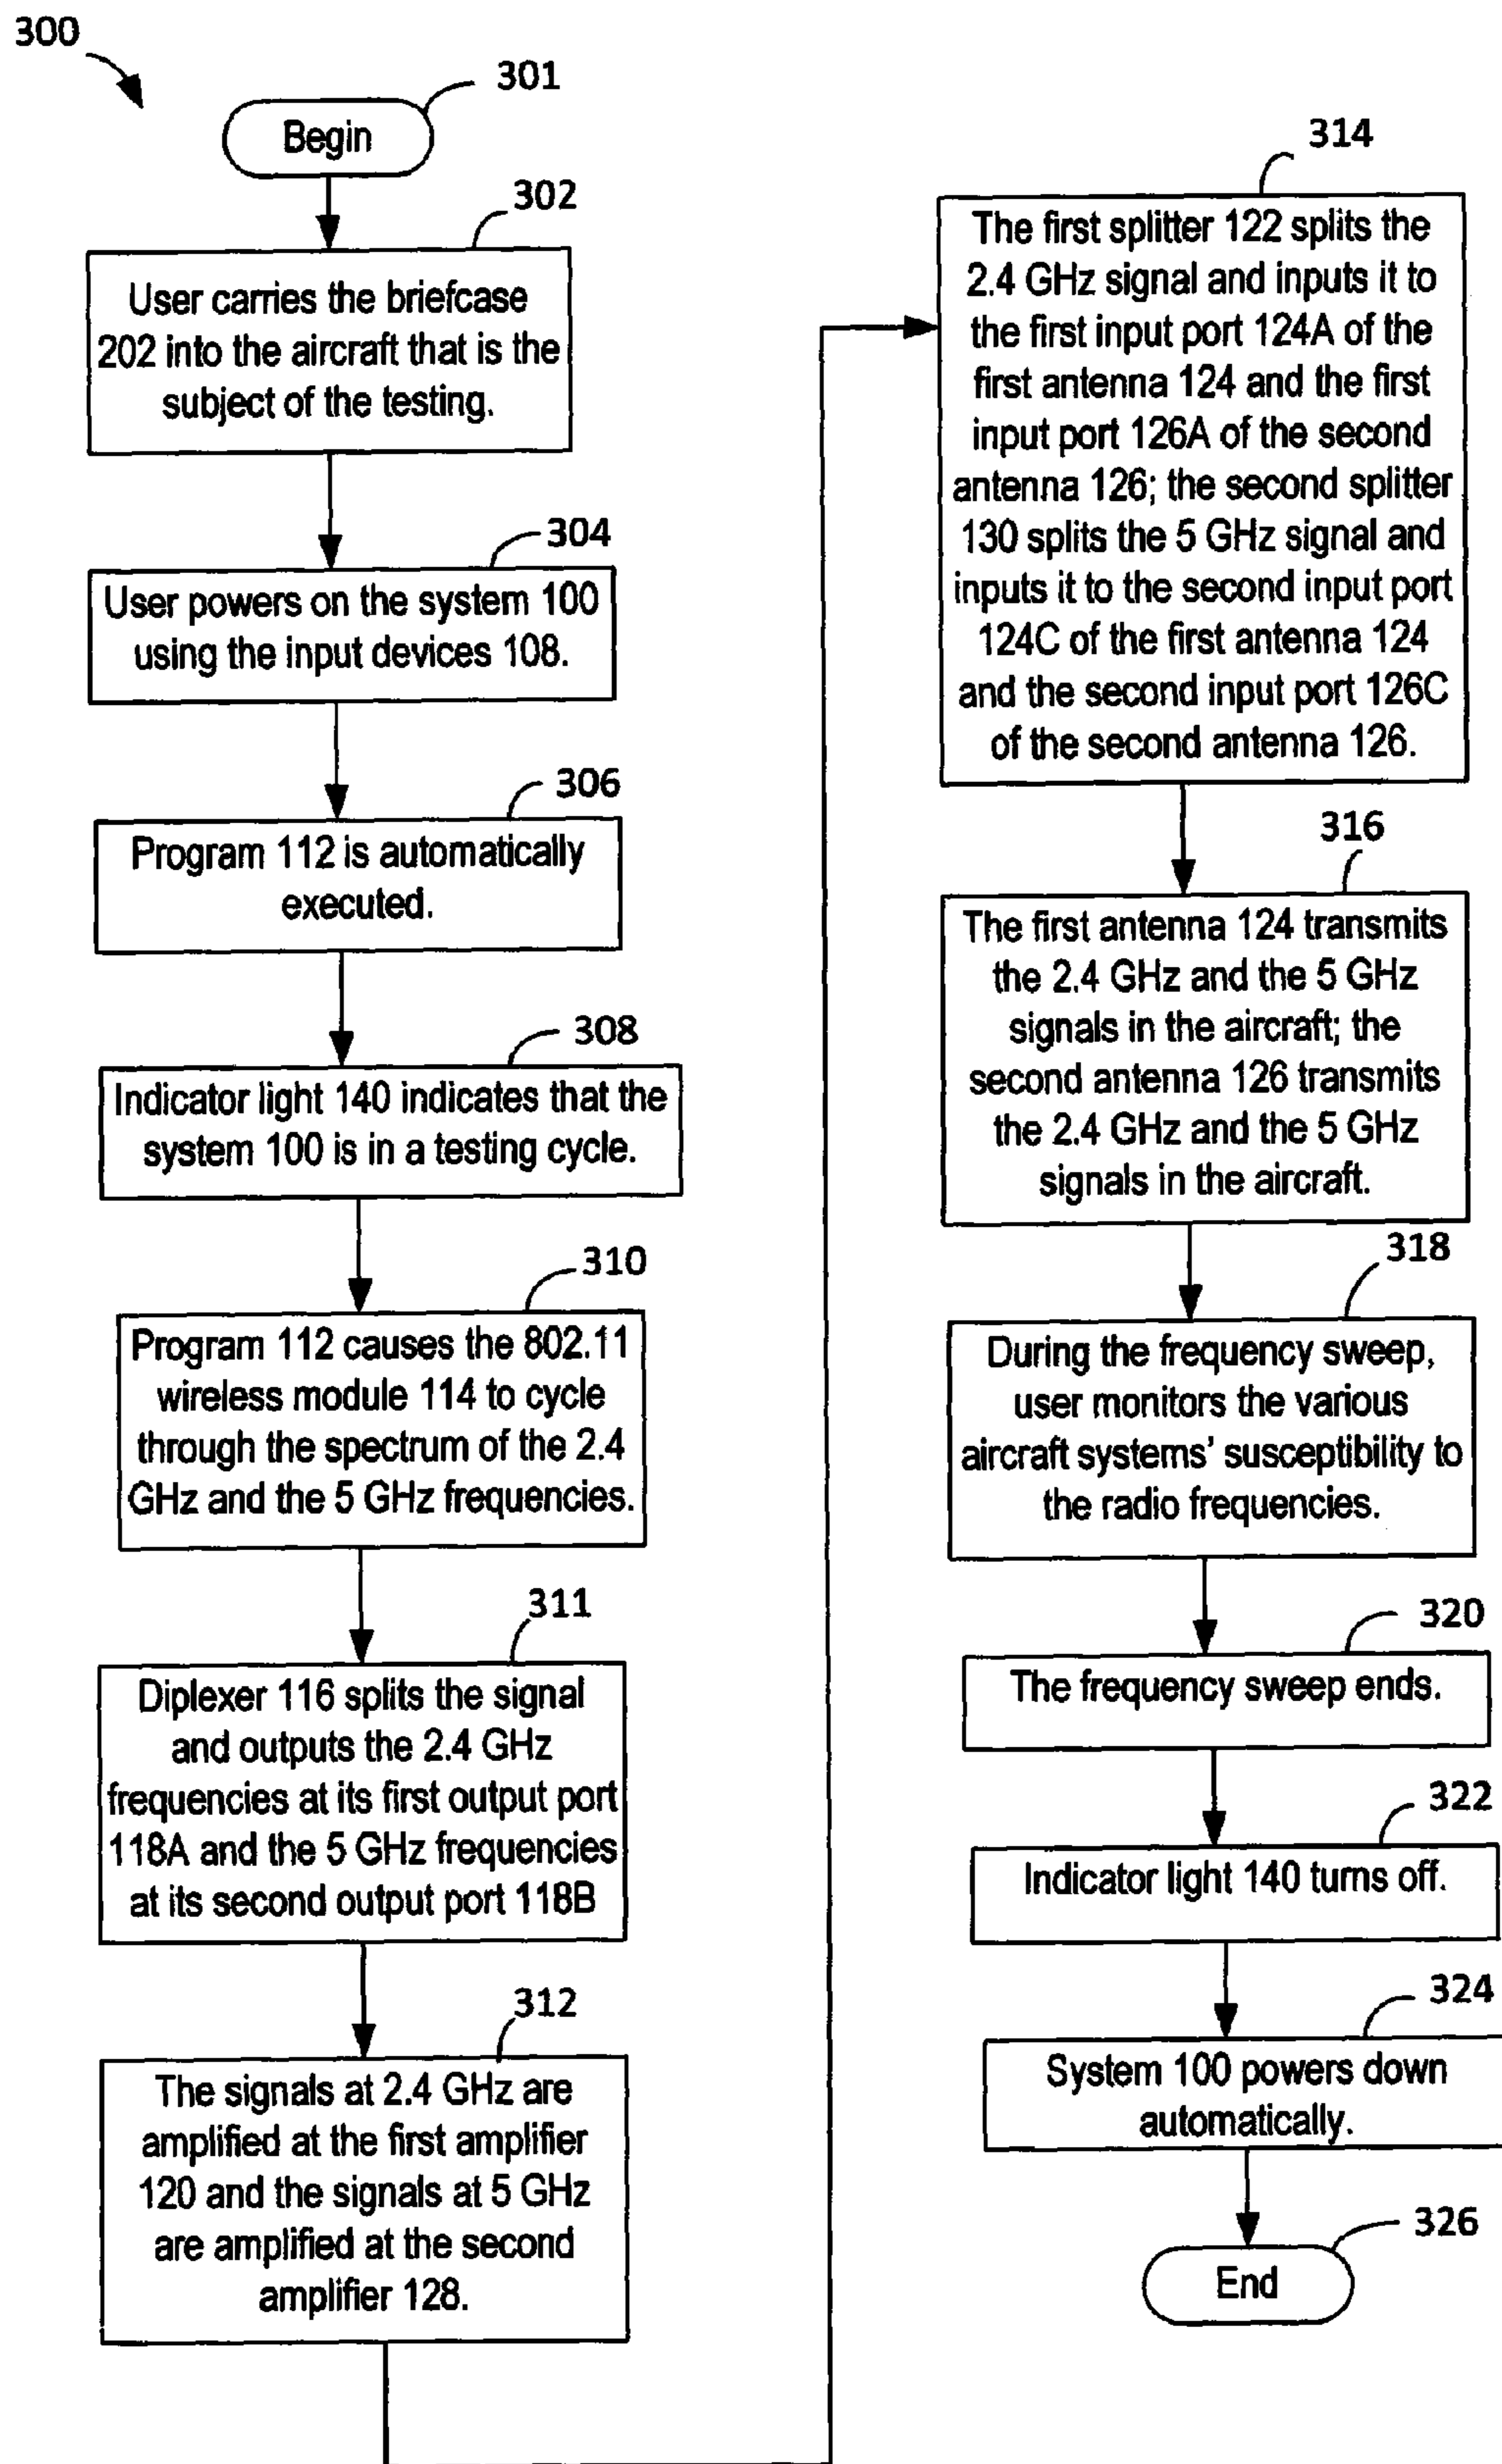 300
301
Begin
302
User carries the briefcase
202 into the aircraft that is the
subject of the testing.
304
User powers on the system 100
using the input devices 108.
306
Program 112 is automatically
executed.
308
Indicator light 140 indicates that the
system 100 is in a testing cycle.
310
Program 112 causes the 802.11
wireless module 114 to cycle
through the spectrum of the 2.4
GHz and the 5 GHz frequencies.
311
Diplexer 116 splits the signal
and outputs the 2.4 GHz
frequencies at its first output port
118A and the 5 GHz frequencies
at its second output port 118B
312
The signals at 2.4 GHz are
amplified at the first amplifier
120 and the signals at 5 GHz
are amplified at the second
amplifier 128.
314
The first splitter 122 splits the
2.4 GHz signal and inputs it to
the first input port 124A of the
first antenna 124 and the first
input port 126A of the second
antenna 126; the second splitter
130 splits the 5 GHz signal and
inputs it to the second input port
124C of the first antenna 124
and the second input port 126C
of the second antenna 126.
316
The first antenna 124 transmits
the 2.4 GHz and the 5 GHz
signals in the aircraft; the
second antenna 126 transmits
the 2.4 GHz and the 5 GHz
signals in the aircraft.
318
During the frequency sweep,
user monitors the various
aircraft systems' susceptibility to
the radio frequencies.
320
The frequency sweep ends.
322
Indicator light 140 turns off.
324
System 100 powers down
automatically.
326
End